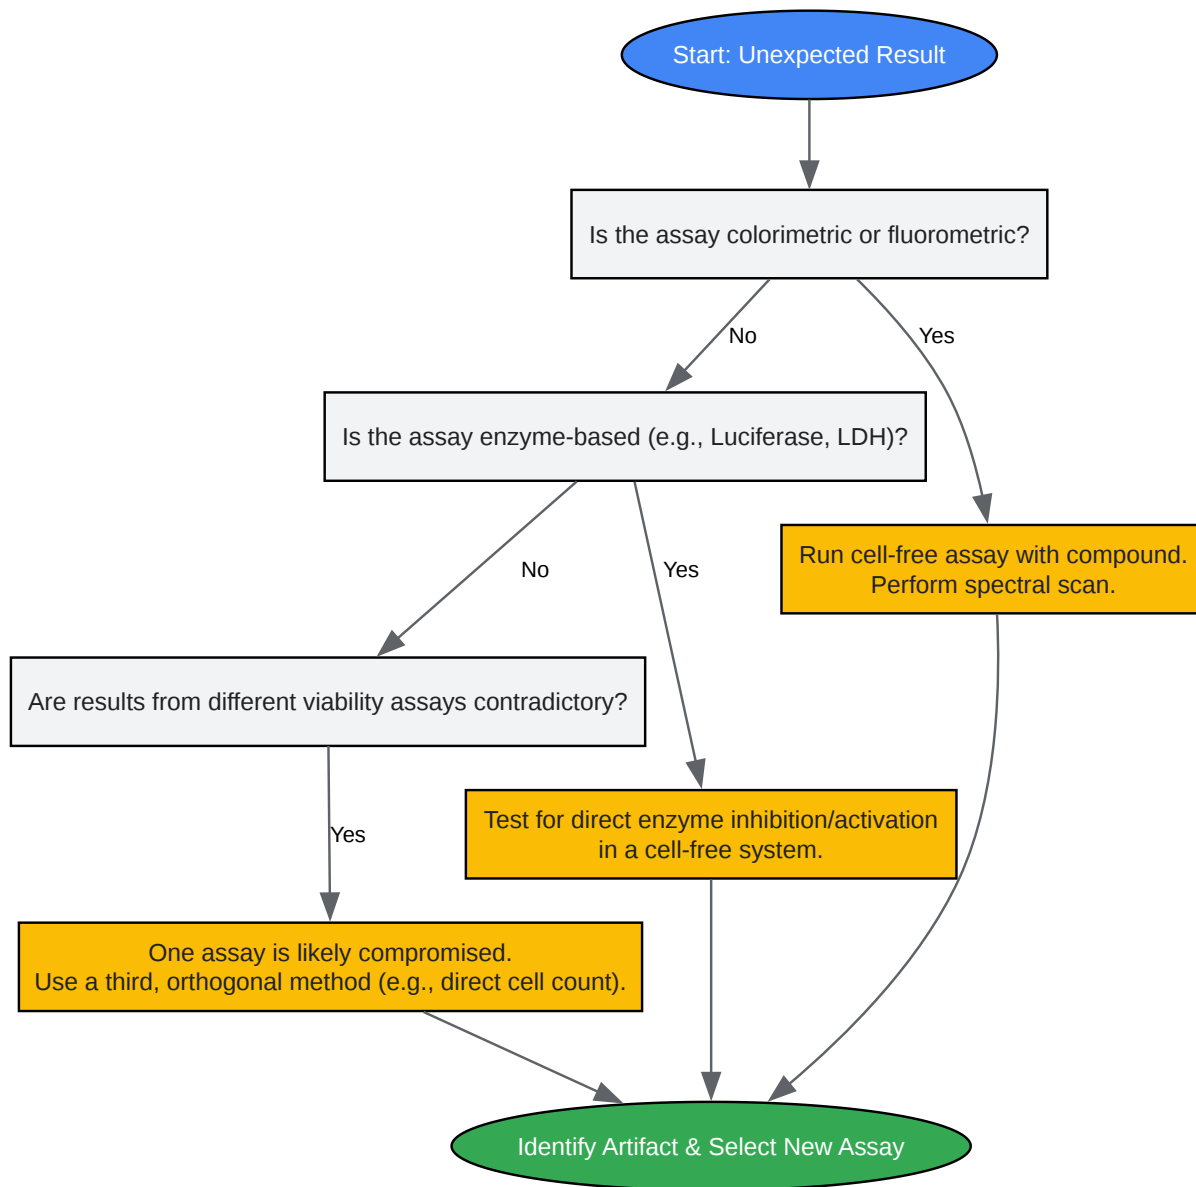 Start: Unexpected Result
Is the assay colorimetric or fluorometric?
No
Yes
Is the assay enzyme-based (e.g., Luciferase, LDH)?
Run cell-free assay with compound.
Perform spectral scan.
No
Yes
Are results from different viability assays contradictory?
Test for direct enzyme inhibition/activation
in a cell-free system.
Yes
One assay is likely compromised.
Use a third, orthogonal method (e.g., direct cell count).
Identify Artifact & Select New Assay